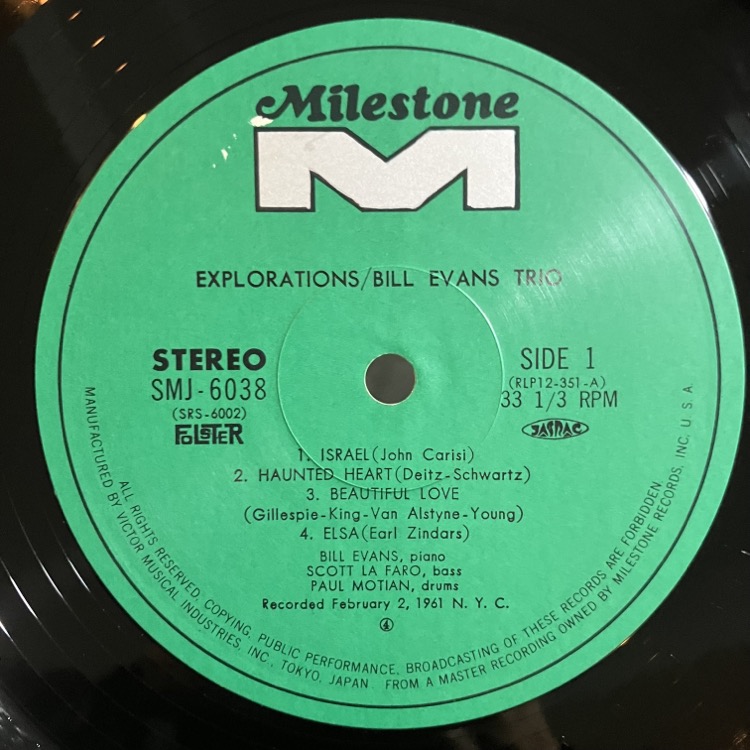 Milestone
M
EXPLORATIONS/BILL EVANS TRIO
STEREO
SMJ-6038
(SRS-6002)
FOLSTER
SIDE 1
(RLP12-351-A)
33 1/3 RPM
JASRAC
1. ISRAEL(John Carisi)
2. HAUNTED HEART(Deitz-Schwartz)
3. BEAUTIFUL LOVE
(Gillespie-King-Van Alstyne-Young)
4. ELSA(Earl Zindars)
BILL EVANS, piano
SCOTT LA FARO, bass
PAUL MOTIAN, drums
Recorded February 2, 1961 N. Y. C.
④
ALL RIGHTS RESERVED, COPYING, PUBLIC PERFORMANCE, BROADCASTING OF THESE RECORDS ARE FORBIDDEN.
MANUFACTURED BY VICTOR MUSICAL INDUSTRIES, INC., TOKYO, JAPAN FROM A MASTER RECORDING OWNED BY MILESTONE RECORDS, INC, U. S. A.